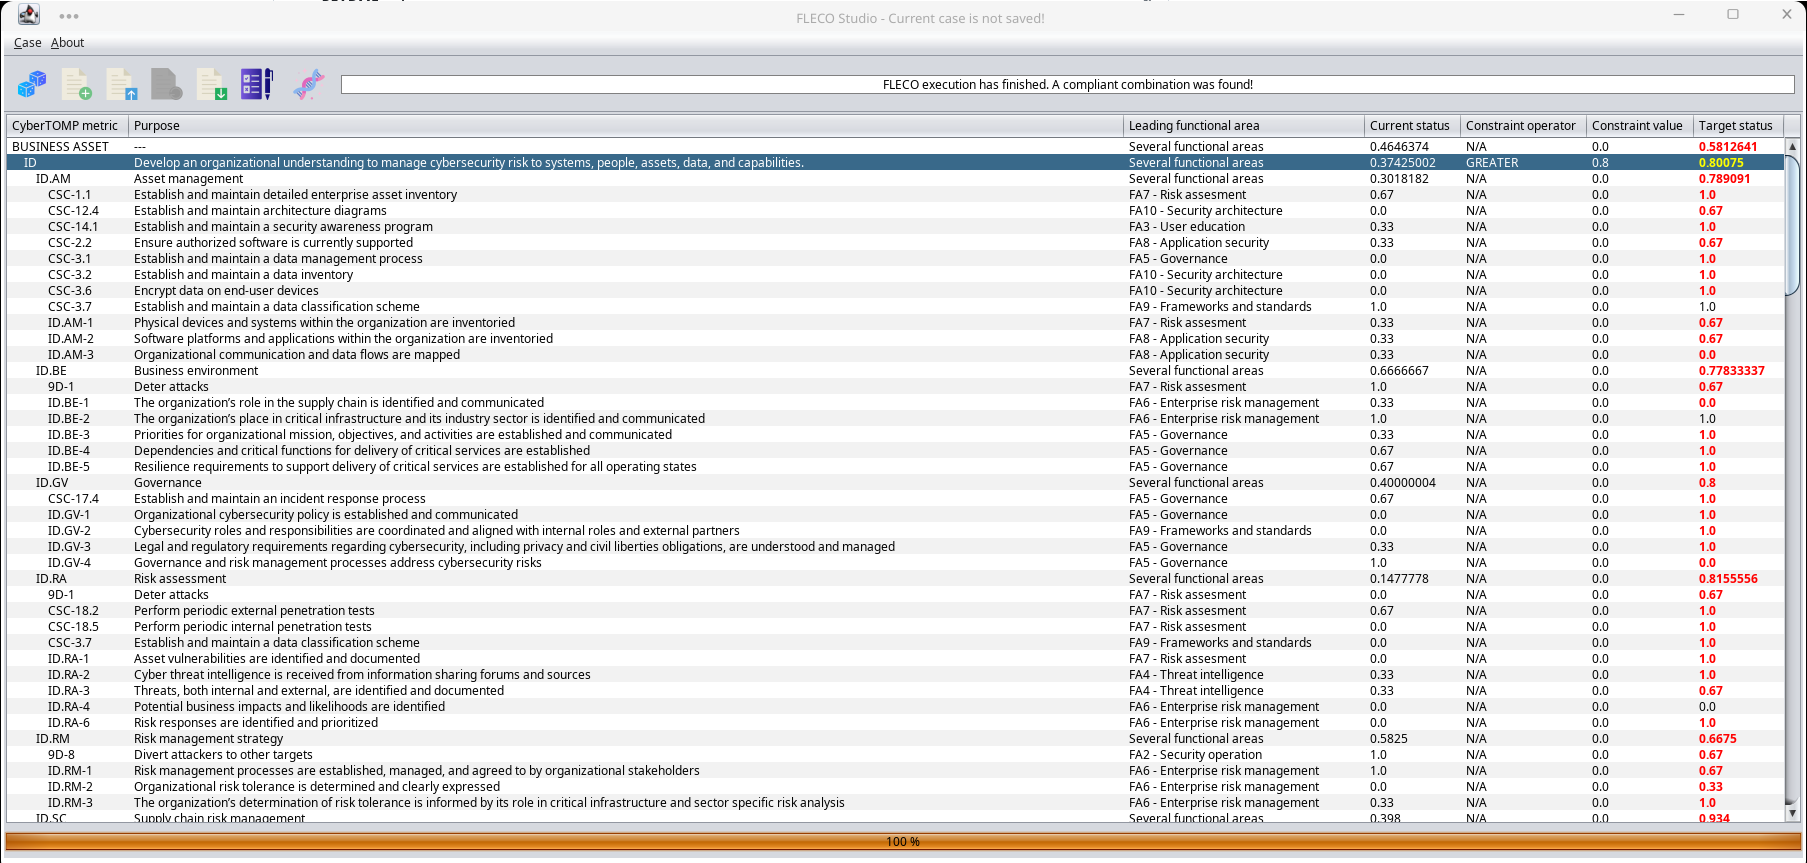 FLECO Studio - Current case is not saved!
Case About
FLECO execution has finished. A compliant combination was found!
CyberTOMP metric Purpose Leading functional area Current status Constraint operator Constraint value Target status
BUSINESS ASSET --- Several functional areas 0.4646374 N/A 0.0 0.5812641
ID Develop an organizational understanding to manage cybersecurity risk to systems, people, assets, data, and capabilities. Several functional areas 0.37425002 GREATER 0.8 0.80075
ID.AM Asset management Several functional areas 0.3018182 N/A 0.0 0.789091
CSC-1.1 Establish and maintain detailed enterprise asset inventory FA7 - Risk assesment 0.67 N/A 0.0 1.0
CSC-12.4 Establish and maintain architecture diagrams FA10 - Security architecture 0.0 N/A 0.0 0.67
CSC-14.1 Establish and maintain a security awareness program FA3 - User education 0.33 N/A 0.0 1.0
CSC-2.2 Ensure authorized software is currently supported FA8 - Application security 0.33 N/A 0.0 0.67
CSC-3.1 Establish and maintain a data management process FA5 - Governance 0.0 N/A 0.0 1.0
CSC-3.2 Establish and maintain a data inventory FA10 - Security architecture 0.0 N/A 0.0 1.0
CSC-3.6 Encrypt data on end-user devices FA10 - Security architecture 0.0 N/A 0.0 1.0
CSC-3.7 Establish and maintain a data classification scheme FA9 - Frameworks and standards 1.0 N/A 0.0 1.0
ID.AM-1 Physical devices and systems within the organization are inventoried FA7 - Risk assesment 0.33 N/A 0.0 0.67
ID.AM-2 Software platforms and applications within the organization are inventoried FA8 - Application security 0.33 N/A 0.0 0.67
ID.AM-3 Organizational communication and data flows are mapped FA8 - Application security 0.33 N/A 0.0 0.0
ID.BE Business environment Several functional areas 0.6666667 N/A 0.0 0.77833337
9D-1 Deter attacks FA7 - Risk assesment 1.0 N/A 0.0 0.67
ID.BE-1 The organization's role in the supply chain is identified and communicated FA6 - Enterprise risk management 0.33 N/A 0.0 0.0
ID.BE-2 The organization's place in critical infrastructure and its industry sector is identified and communicated FA6 - Enterprise risk management 1.0 N/A 0.0 1.0
ID.BE-3 Priorities for organizational mission, objectives, and activities are established and communicated FA5 - Governance 0.33 N/A 0.0 1.0
ID.BE-4 Dependencies and critical functions for delivery of critical services are established FA5 - Governance 0.67 N/A 0.0 1.0
ID.BE-5 Resilience requirements to support delivery of critical services are established for all operating states FA5 - Governance 0.67 N/A 0.0 1.0
ID.GV Governance Several functional areas 0.40000004 N/A 0.0 0.8
CSC-17.4 Establish and maintain an incident response process FA5 - Governance 0.67 N/A 0.0 1.0
ID.GV-1 Organizational cybersecurity policy is established and communicated FA5 - Governance 0.0 N/A 0.0 1.0
ID.GV-2 Cybersecurity roles and responsibilities are coordinated and aligned with internal roles and external partners FA9 - Frameworks and standards 0.0 N/A 0.0 1.0
ID.GV-3 Legal and regulatory requirements regarding cybersecurity, including privacy and civil liberties obligations, are understood and managed FA5 - Governance 0.33 N/A 0.0 1.0
ID.GV-4 Governance and risk management processes address cybersecurity risks FA5 - Governance 1.0 N/A 0.0 0.0
ID.RA Risk assessment Several functional areas 0.1477778 N/A 0.0 0.8155556
9D-1 Deter attacks FA7 - Risk assesment 0.0 N/A 0.0 0.67
CSC-18.2 Perform periodic external penetration tests FA7 - Risk assesment 0.67 N/A 0.0 1.0
CSC-18.5 Perform periodic internal penetration tests FA7 - Risk assesment 0.0 N/A 0.0 1.0
CSC-3.7 Establish and maintain a data classification scheme FA9 - Frameworks and standards 0.0 N/A 0.0 1.0
ID.RA-1 Asset vulnerabilities are identified and documented FA7 - Risk assesment 0.0 N/A 0.0 1.0
ID.RA-2 Cyber threat intelligence is received from information sharing forums and sources FA4 - Threat intelligence 0.33 N/A 0.0 1.0
ID.RA-3 Threats, both internal and external, are identified and documented FA4 - Threat intelligence 0.33 N/A 0.0 0.67
ID.RA-4 Potential business impacts and likelihoods are identified FA6 - Enterprise risk management 0.0 N/A 0.0 0.0
ID.RA-6 Risk responses are identified and prioritized FA6 - Enterprise risk management 0.0 N/A 0.0 1.0
ID.RM Risk management strategy Several functional areas 0.5825 N/A 0.0 0.6675
9D-8 Divert attackers to other targets FA2 - Security operation 1.0 N/A 0.0 0.67
ID.RM-1 Risk management processes are established, managed, and agreed to by organizational stakeholders FA6 - Enterprise risk management 1.0 N/A 0.0 0.67
ID.RM-2 Organizational risk tolerance is determined and clearly expressed FA6 - Enterprise risk management 0.0 N/A 0.0 0.33
ID.RM-3 The organization's determination of risk tolerance is informed by its role in critical infrastructure and sector specific risk analysis FA6 - Enterprise risk management 0.33 N/A 0.0 1.0
ID.SC Supply chain risk management Several functional areas 0.398 N/A 0.0 0.934
100 %